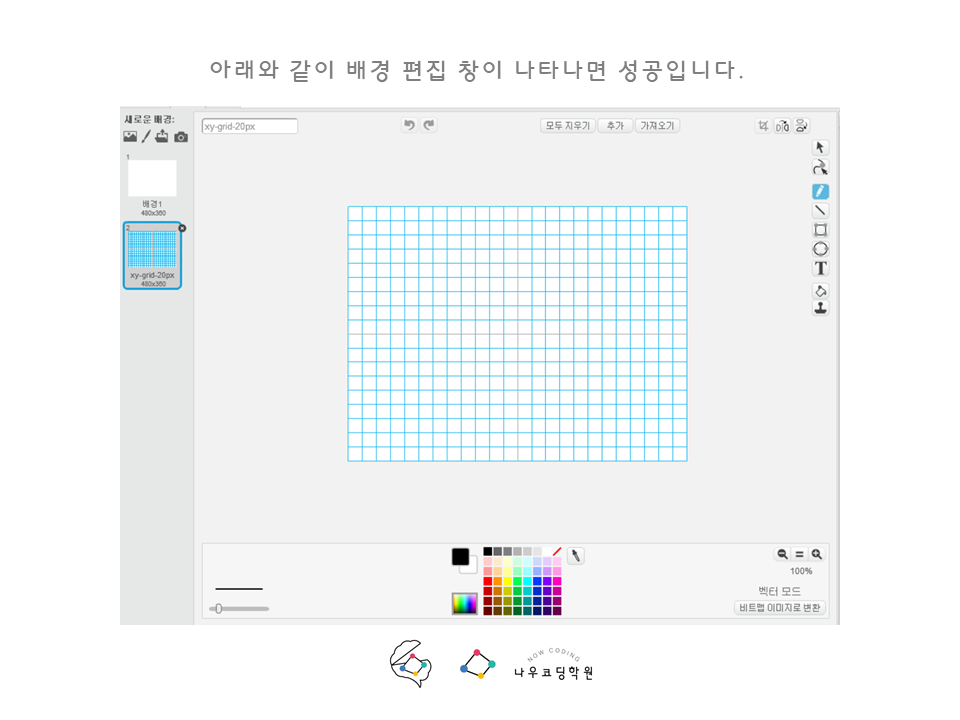 아래와 같이 배경 편집 창이 나타나면 성공입니다.
새로운 배경:
xy-grid-20px
모두 지우기
추가
가져오기
1
배경1
480x360
2
xy-grid-20px
480x360
T
100%
벡터 모드
비트맵 이미지로 변환
NOW CODING
나우코딩학원